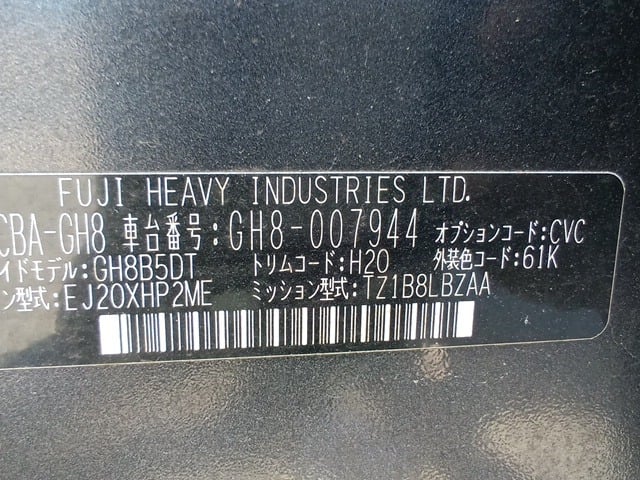 FUJI HEAVY INDUSTRIES LTD.
CBA-GH8 車台番号:GH8-007944 オプションコード:CVC
イドモデル:GH8B5DT トリムコード:H20 外装色コード:61K
ン型式:EJ20XHP2ME ミッション型式:TZ1B8LBZAA